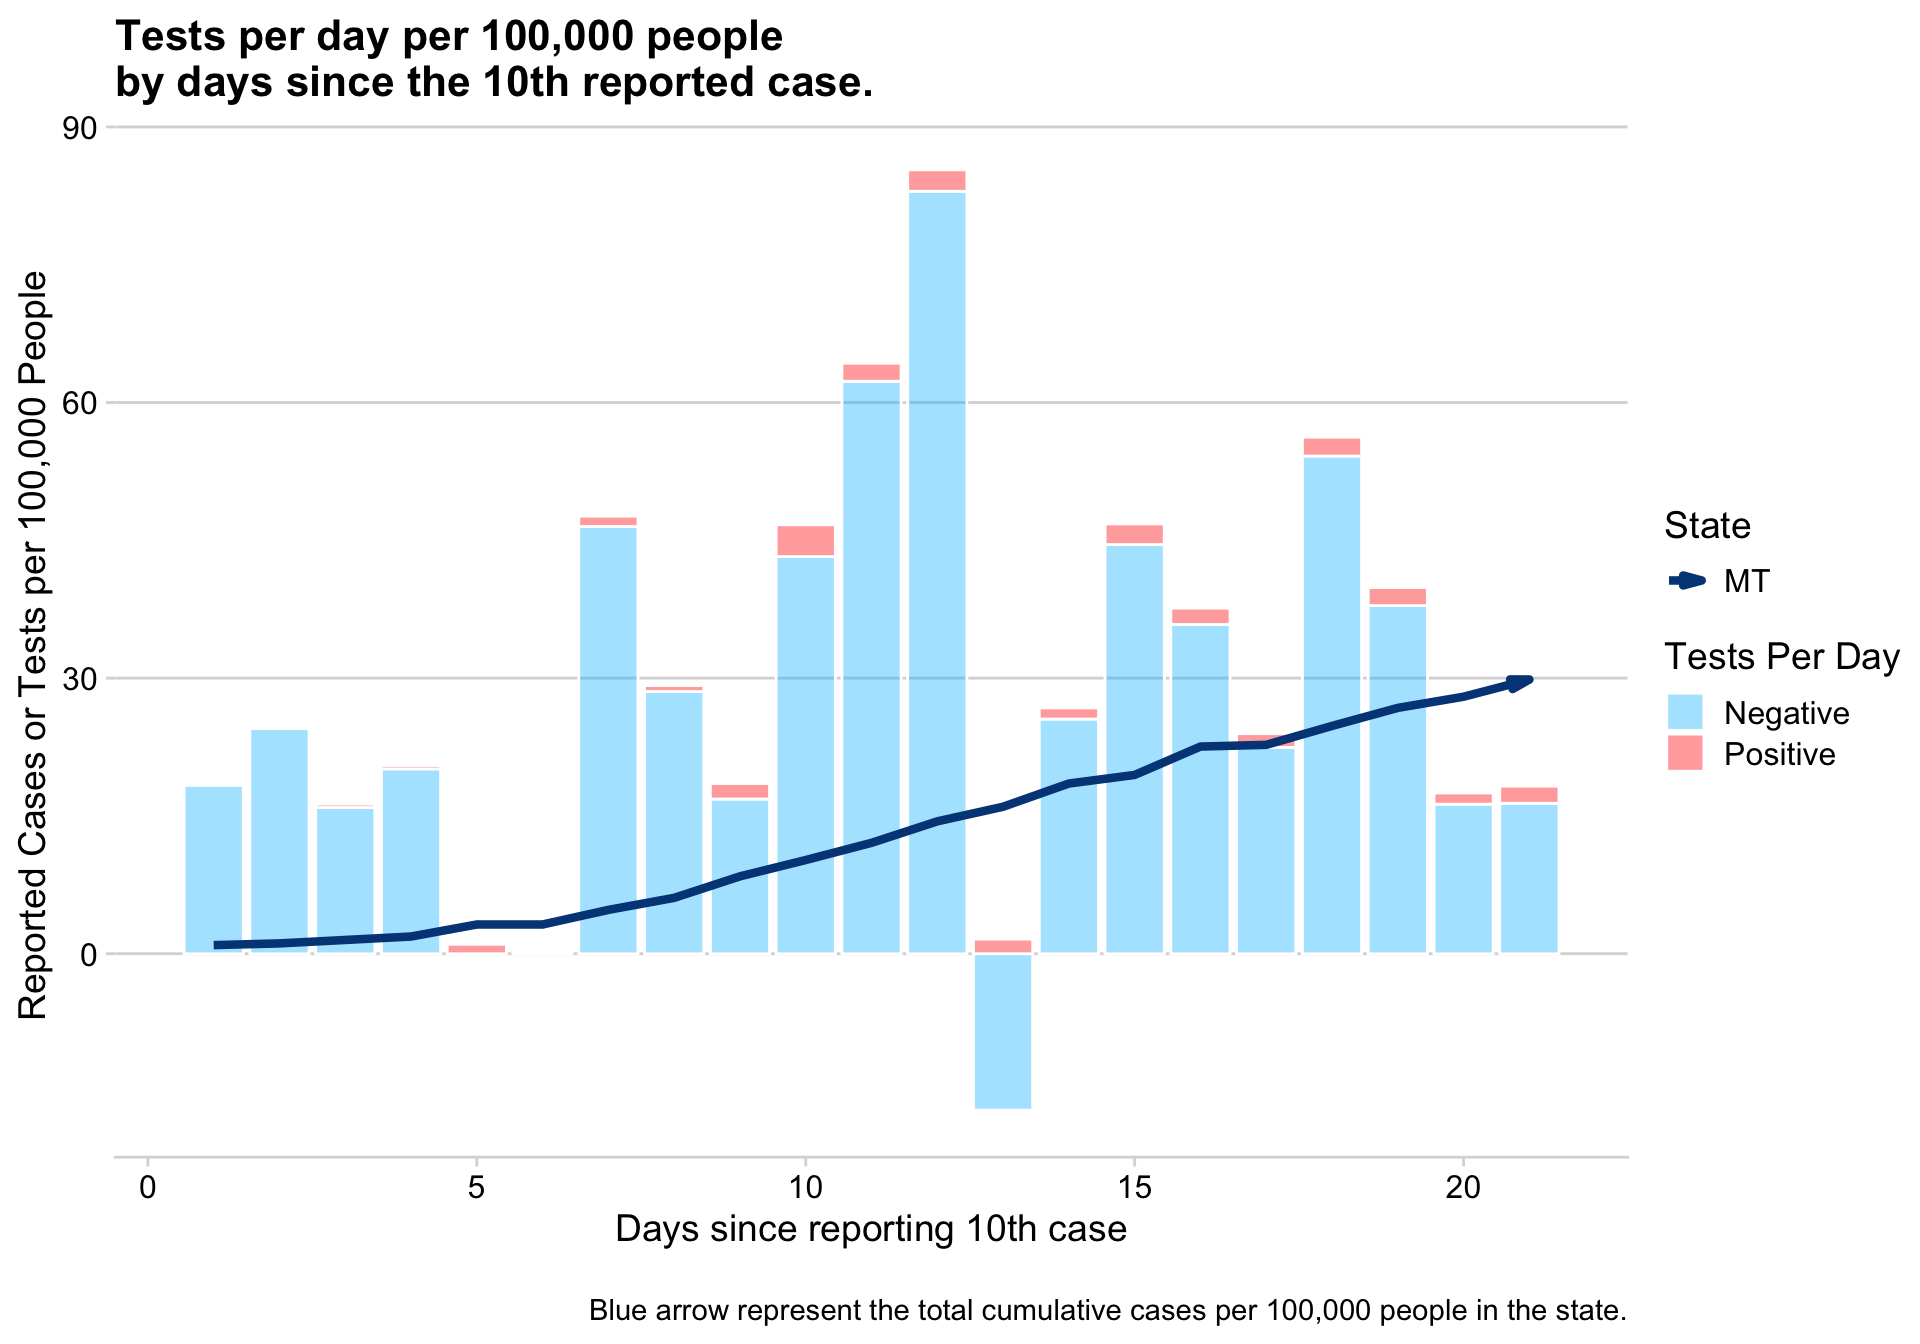 Tests per day per 100,000 people
by days since the 10th reported case.
Reported Cases or Tests per 100,000 People
90
60
30
0
0
5
10
15
20
Days since reporting 10th case
State
MT
Tests Per Day
Negative
Positive
Blue arrow represent the total cumulative cases per 100,000 people in the state.